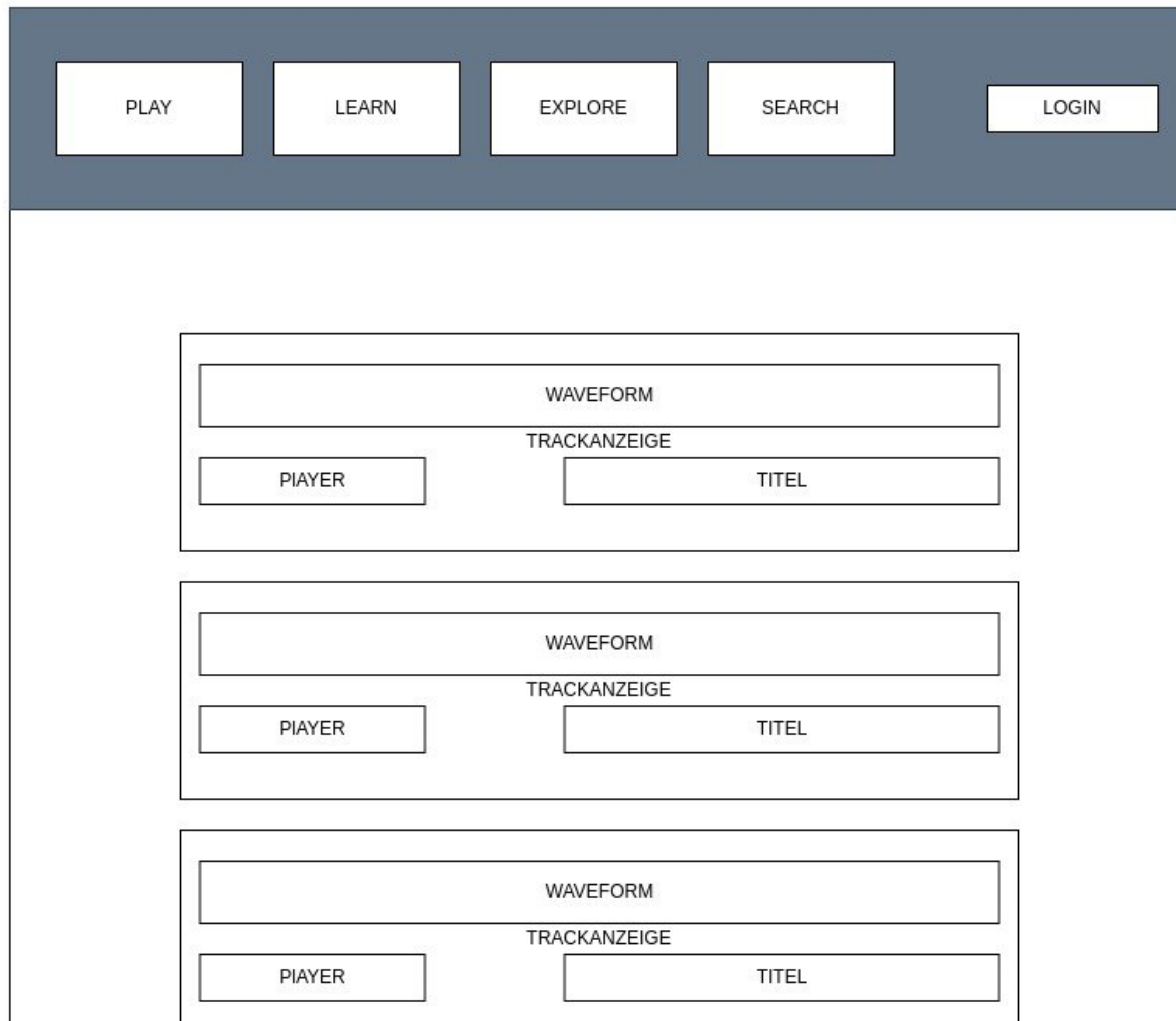 PLAY LEARN EXPLORE SEARCH LOGIN
WAVEFORM
TRACKANZEIGE
PIAYER TITEL
WAVEFORM
TRACKANZEIGE
PIAYER TITEL
WAVEFORM
TRACKANZEIGE
PIAYER TITEL